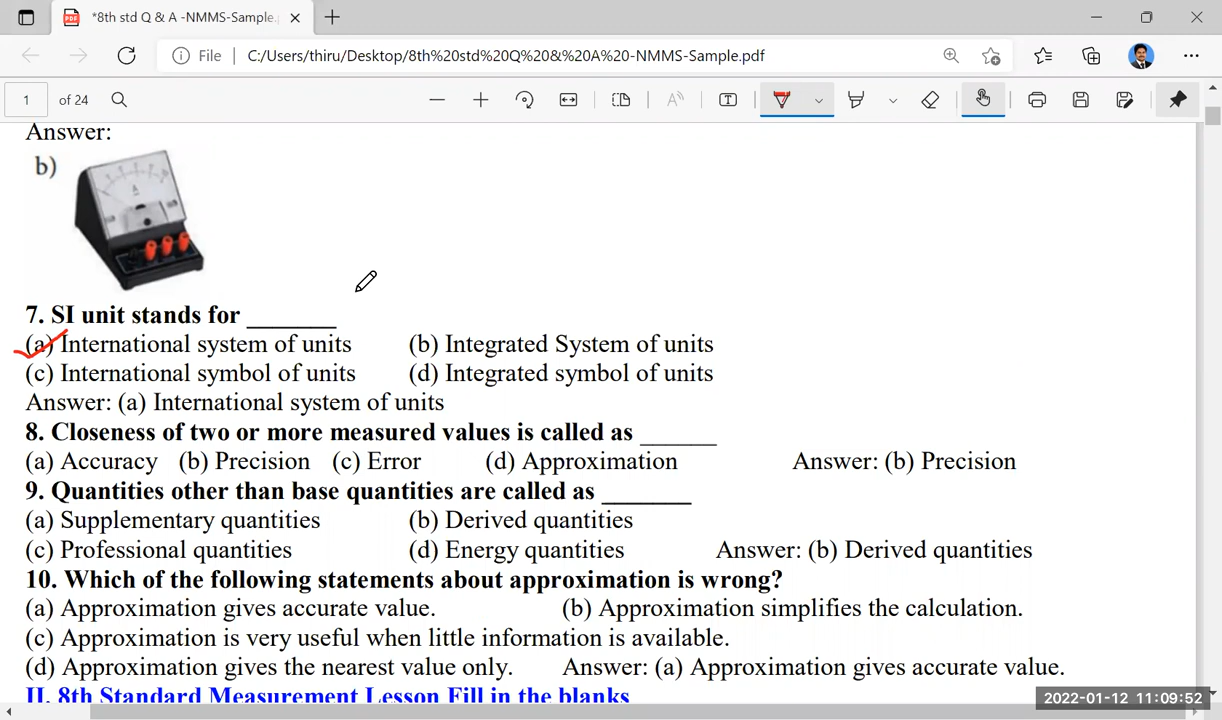 *8th std Q & A -NMMS-Sample.
File
C:/Users/thiru/Desktop/8th%20std%20Q%20&%20A%20-NMMS-Sample.pdf
1 of 24
Answer:
b)
A
7. SI unit stands for _______
(a) International system of units (b) Integrated System of units
(c) International symbol of units (d) Integrated symbol of units
Answer: (a) International system of units
8. Closeness of two or more measured values is called as ______
(a) Accuracy (b) Precision (c) Error (d) Approximation Answer: (b) Precision
9. Quantities other than base quantities are called as _______
(a) Supplementary quantities (b) Derived quantities
(c) Professional quantities (d) Energy quantities Answer: (b) Derived quantities
10. Which of the following statements about approximation is wrong?
(a) Approximation gives accurate value. (b) Approximation simplifies the calculation.
(c) Approximation is very useful when little information is available.
(d) Approximation gives the nearest value only. Answer: (a) Approximation gives accurate value.
II. 8th Standard Measurement Lesson Fill in the blanks
2022-01-12 11:09:52